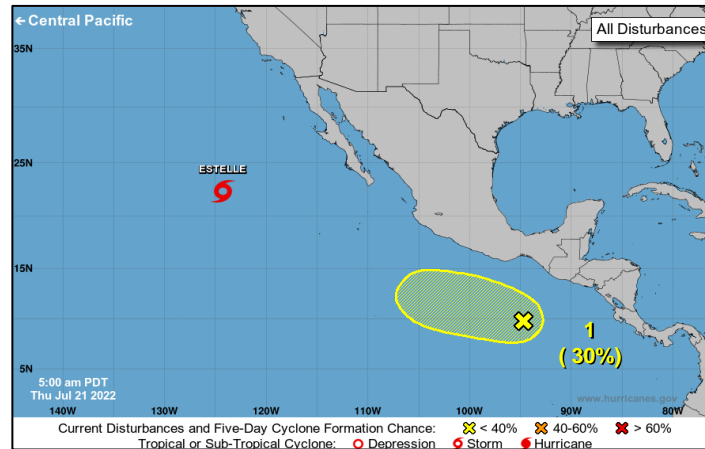 ← Central Pacific
All Disturbances
35N
25N
ESTELLE
15N
1
( 30%)
5N
5:00 am PDT
Thu Jul 21 2022
www.hurricanes.gov
140W 130W 120W 110W 100W 90W 80W
Current Disturbances and Five-Day Cyclone Formation Chance: < 40% 40-60% > 60%
Tropical or Sub-Tropical Cyclone: Depression Storm Hurricane